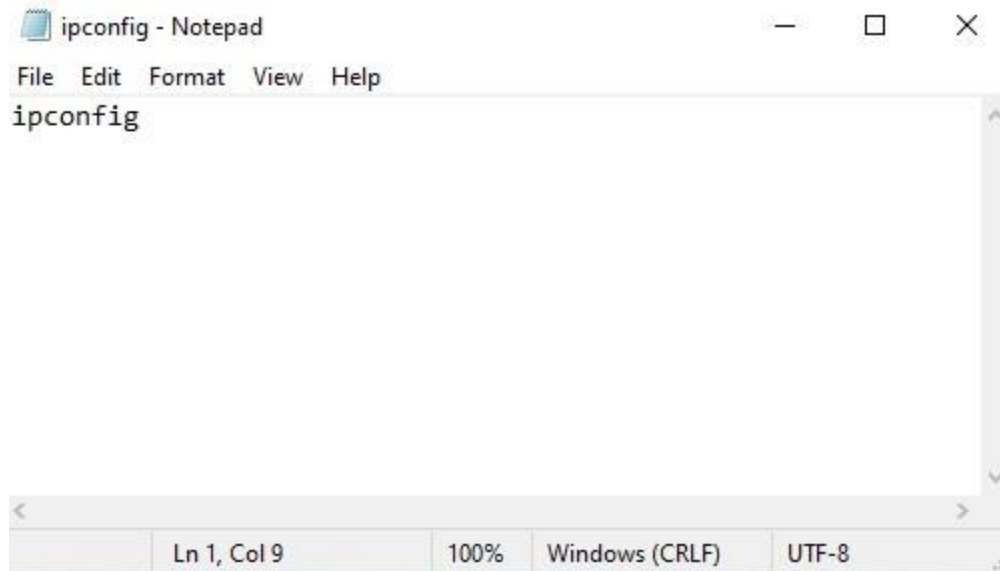 ipconfig - Notepad
File Edit Format View Help
ipconfig
Ln 1, Col 9 100% Windows (CRLF) UTF-8